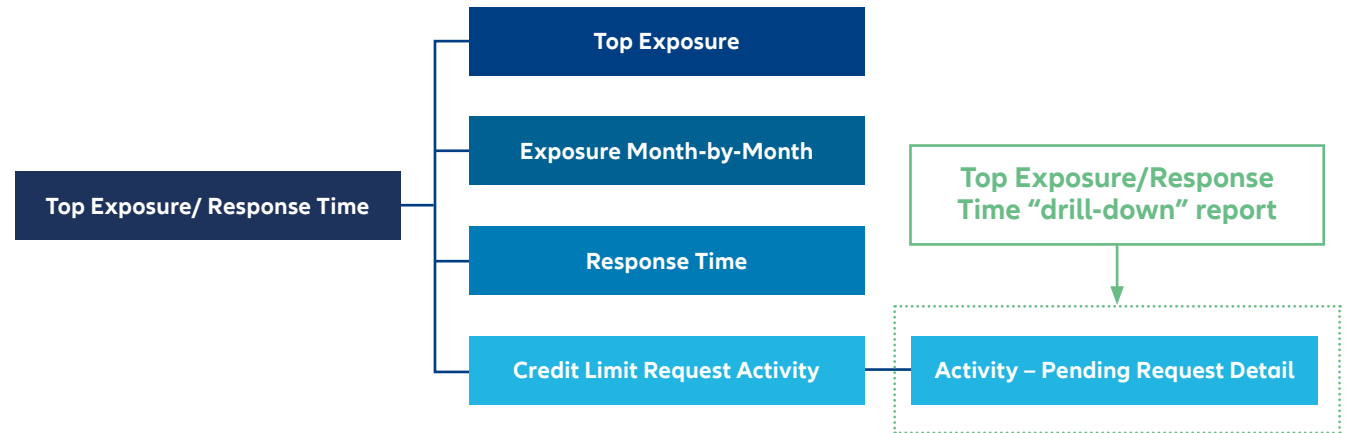 Top Exposure
Exposure Month-by-Month
Top Exposure/Response
Time “drill-down” report
Top Exposure/ Response Time
Response Time
Credit Limit Request Activity
Activity – Pending Request Detail